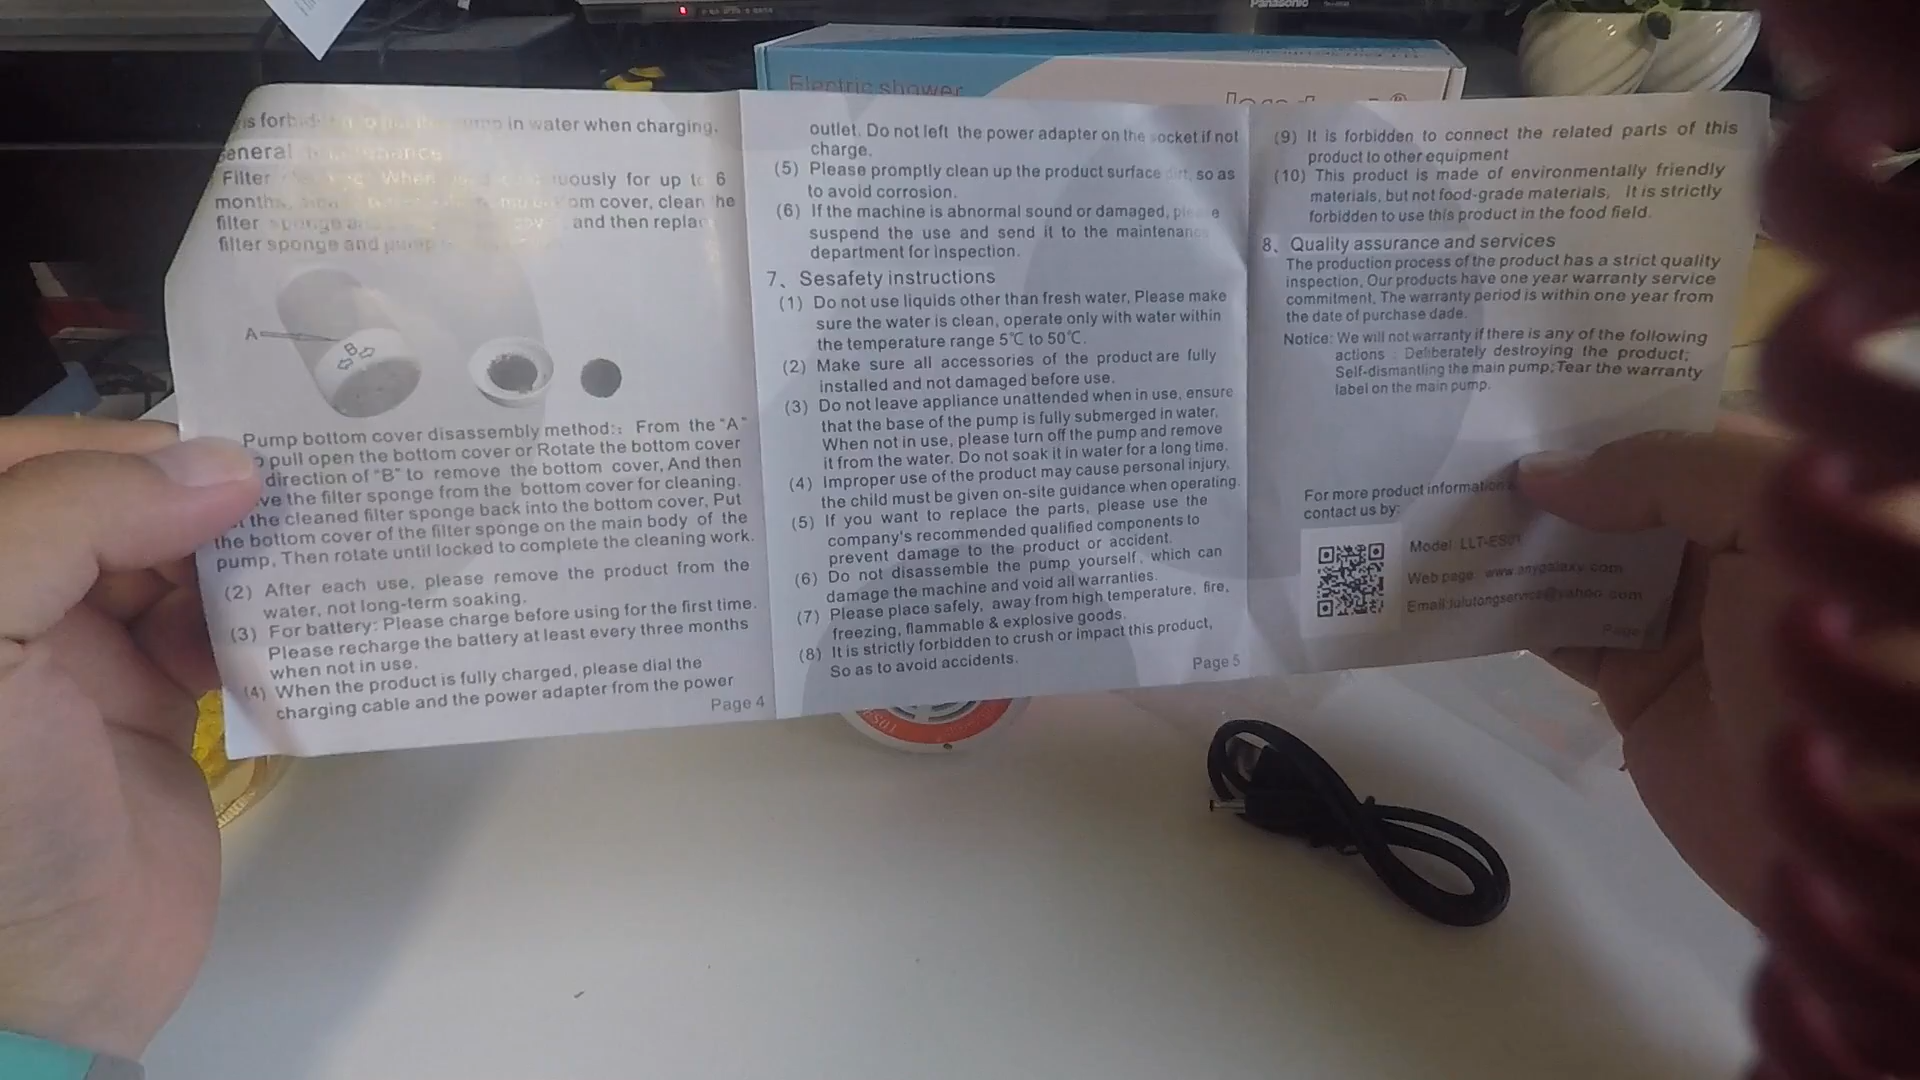 Panasonic
Electric shower
in water when charging.
Filter
for up to 6
months
cover, clean the
filter
and then replace
filter sponge and
A
B
Pump bottom cover disassembly method:: From the "A"
pull open the bottom cover or Rotate the bottom cover
direction of "B" to remove the bottom cover, And then
the filter sponge from the bottom cover for cleaning.
the cleaned filter sponge back into the bottom cover, Put
the bottom cover of the filter sponge on the main body of the
pump, Then rotate until locked to complete the cleaning work.
(2) After each use, please remove the product from the
water, not long-term soaking.
(3) For battery: Please charge before using for the first time.
Please recharge the battery at least every three months
when not in use.
(4) When the product is fully charged, please dial the
charging cable and the power adapter from the power
Page 4
outlet. Do not left the power adapter on the socket if not
charge.
(5) Please promptly clean up the product surface dirt, so as
to avoid corrosion.
(6) If the machine is abnormal sound or damaged, please
suspend the use and send it to the maintenance
department for inspection.
7、Sesafety instructions
(1) Do not use liquids other than fresh water, Please make
sure the water is clean, operate only with water within
the temperature range 5℃ to 50℃.
(2) Make sure all accessories of the product are fully
installed and not damaged before use.
(3) Do not leave appliance unattended when in use, ensure
that the base of the pump is fully submerged in water.
When not in use, please turn off the pump and remove
it from the water. Do not soak it in water for a long time.
(4) Improper use of the product may cause personal injury,
the child must be given on-site guidance when operating.
(5) If you want to replace the parts, please use the
company's recommended qualified components to
prevent damage to the product or accident.
(6) Do not disassemble the pump yourself, which can
damage the machine and void all warranties.
(7) Please place safely, away from high temperature, fire,
freezing, flammable & explosive goods.
(8) It is strictly forbidden to crush or impact this product,
So as to avoid accidents.
Page 5
(9) It is forbidden to connect the related parts of this
product to other equipment
(10) This product is made of environmentally friendly
materials, but not food-grade materials, It is strictly
forbidden to use this product in the food field.
8、Quality assurance and services
The production process of the product has a strict quality
inspection, Our products have one year warranty service
commitment, The warranty period is within one year from
the date of purchase dade.
Notice: We will not warranty if there is any of the following
actions : Deliberately destroying the product;
Self-dismantling the main pump; Tear the warranty
label on the main pump.
For more product information
contact us by:
Model: LLT-ES01
Web page: www.anygalaxy.com
Email:lulutongservice@yahoo.com
Page